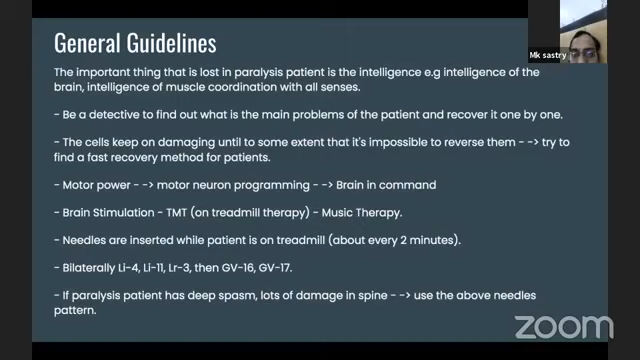 General Guidelines
Mk sastry
The important thing that is lost in paralysis patient is the intelligence e.g intelligence of the
brain, intelligence of muscle coordination with all senses.
- Be a detective to find out what is the main problems of the patient and recover it one by one.
- The cells keep on damaging until to some extent that it's impossible to reverse them - -> try to
find a fast recovery method for patients.
- Motor power - -> motor neuron programming - -> Brain in command
- Brain Stimulation - TMT (on treadmill therapy) - Music Therapy.
- Needles are inserted while patient is on treadmill (about every 2 minutes).
- Bilaterally Li-4, Li-11, Lr-3, then GV-16, GV-17.
- If paralysis patient has deep spasm, lots of damage in spine - -> use the above needles
pattern.
zoom